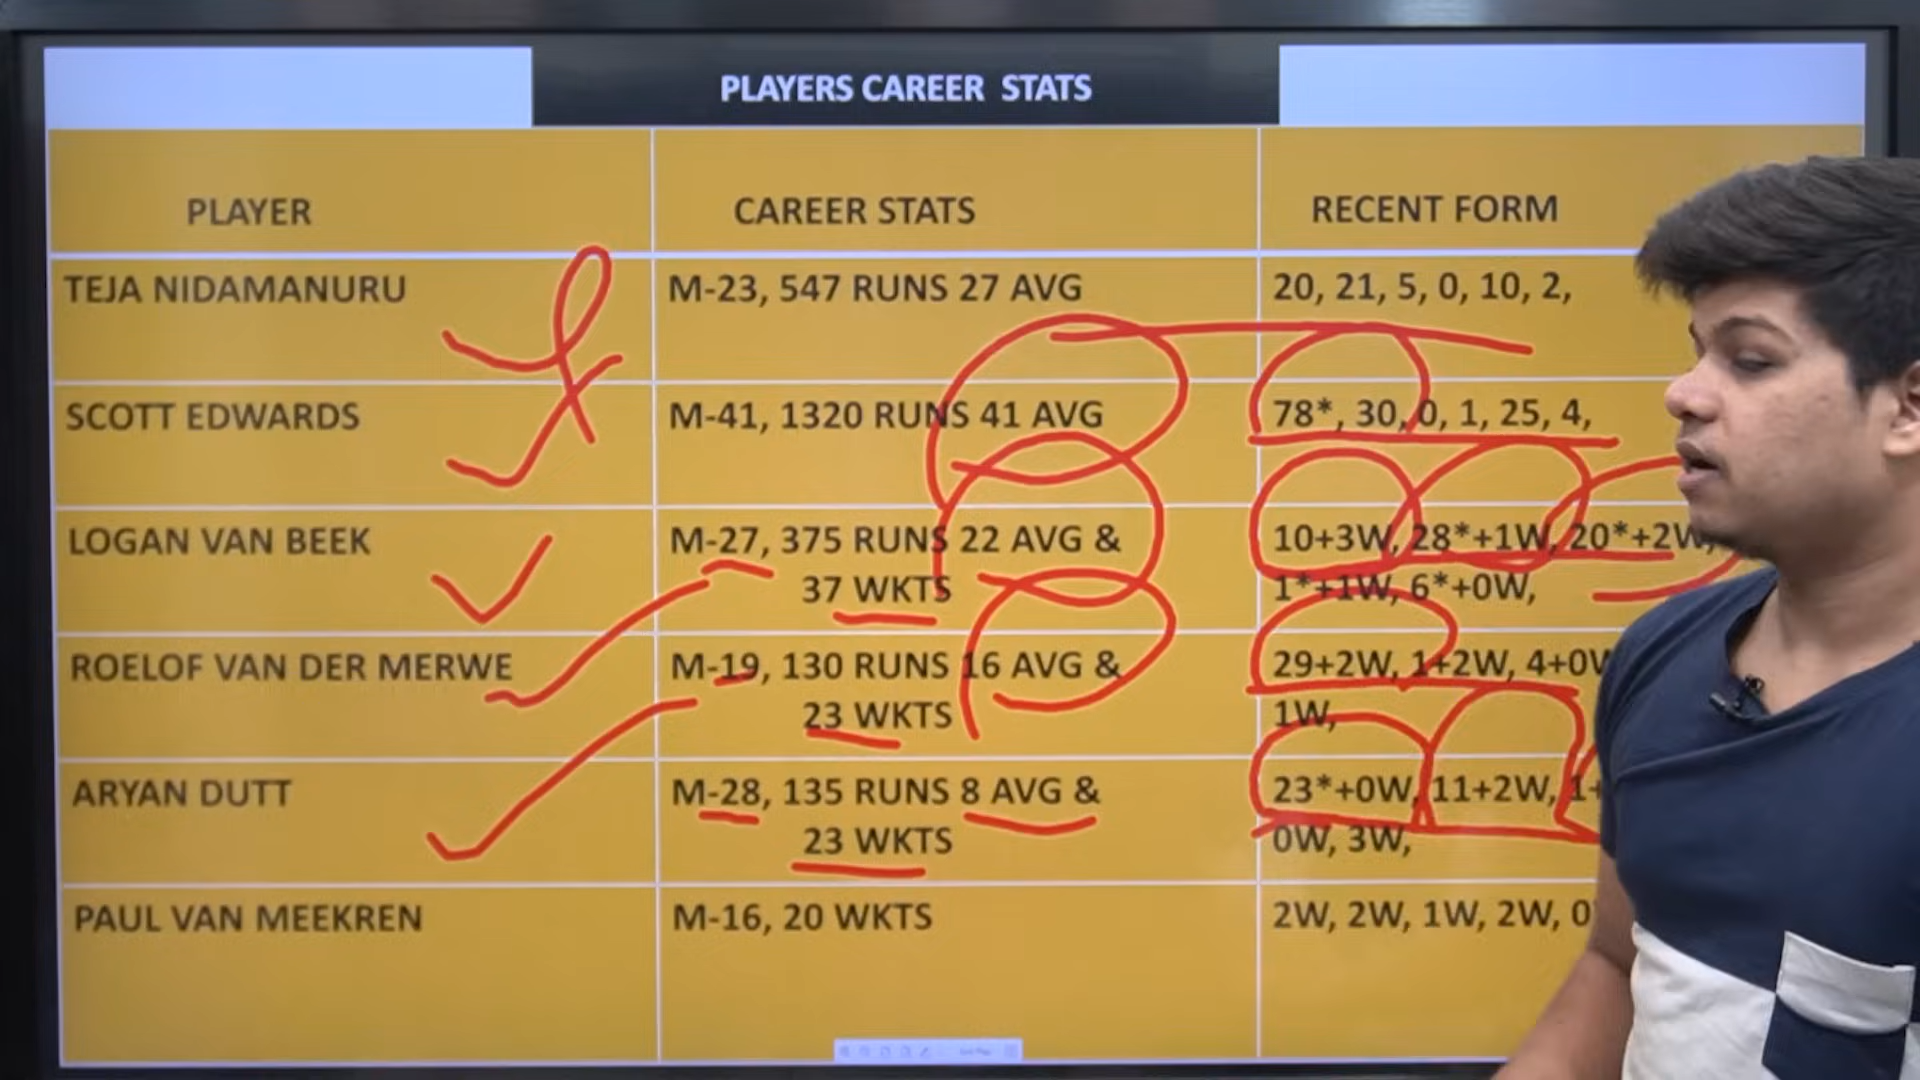 PLAYERS CAREER STATS
PLAYER CAREER STATS RECENT FORM
TEJA NIDAMANURU M-23, 547 RUNS 27 AVG 20, 21, 5, 0, 10, 2,
SCOTT EDWARDS M-41, 1320 RUNS 41 AVG 78*, 30, 0, 1, 25, 4,
LOGAN VAN BEEK M-27, 375 RUNS 22 AVG & 10+3W, 28*+1W, 20*+2W,
37 WKTS 1*+1W, 6*+0W,
ROELOF VAN DER MERWE M-19, 130 RUNS 16 AVG & 29+2W, 1+2W, 4+0W
23 WKTS 1W,
ARYAN DUTT M-28, 135 RUNS 8 AVG & 23*+0W, 11+2W, 1+
23 WKTS 0W, 3W,
PAUL VAN MEEKREN M-16, 20 WKTS 2W, 2W, 1W, 2W, 0